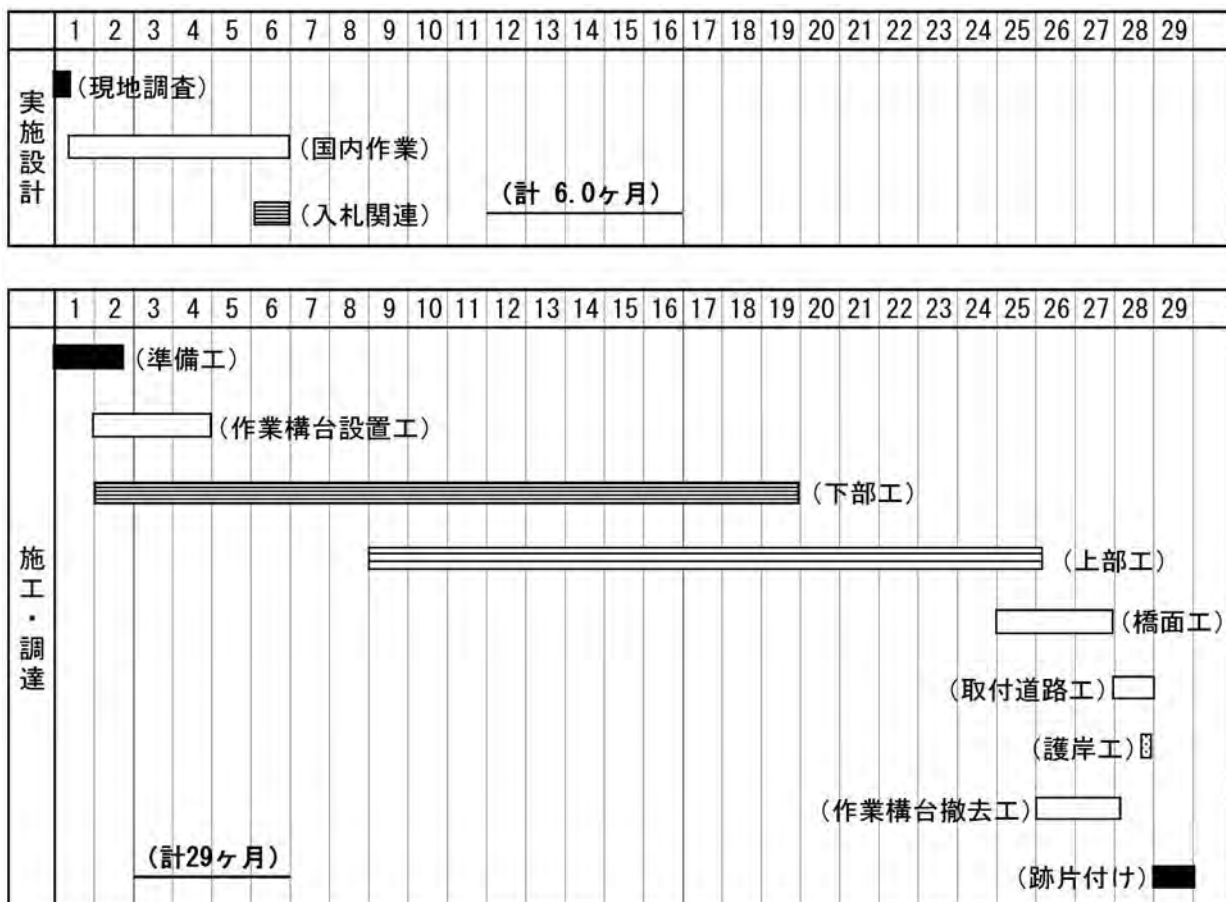 1 2 3 4 5 6 7 8 9 10 11 12 13 14 15 16 17 18 19 20 21 22 23 24 25 26 27 28 29
実施設計
(現地調査)
(国内作業)
(計 6.0ヶ月)
(入札関連)
1 2 3 4 5 6 7 8 9 10 11 12 13 14 15 16 17 18 19 20 21 22 23 24 25 26 27 28 29
施工・調達
(準備工)
(作業構台設置工)
(下部工)
(上部工)
(橋面工)
(取付道路工)
(護岸工)
(作業構台撤去工)
(計29ヶ月)
(跡片付け)